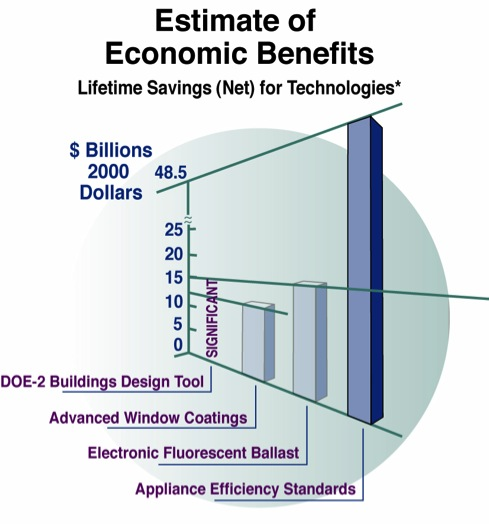 Estimate of
Economic Benefits
Lifetime Savings (Net) for Technologies*
$ Billions
2000
Dollars
48.5
25
20
15
10
5
0
SIGNIFICANT
DOE-2 Buildings Design Tool
Advanced Window Coatings
Electronic Fluorescent Ballast
Appliance Efficiency Standards